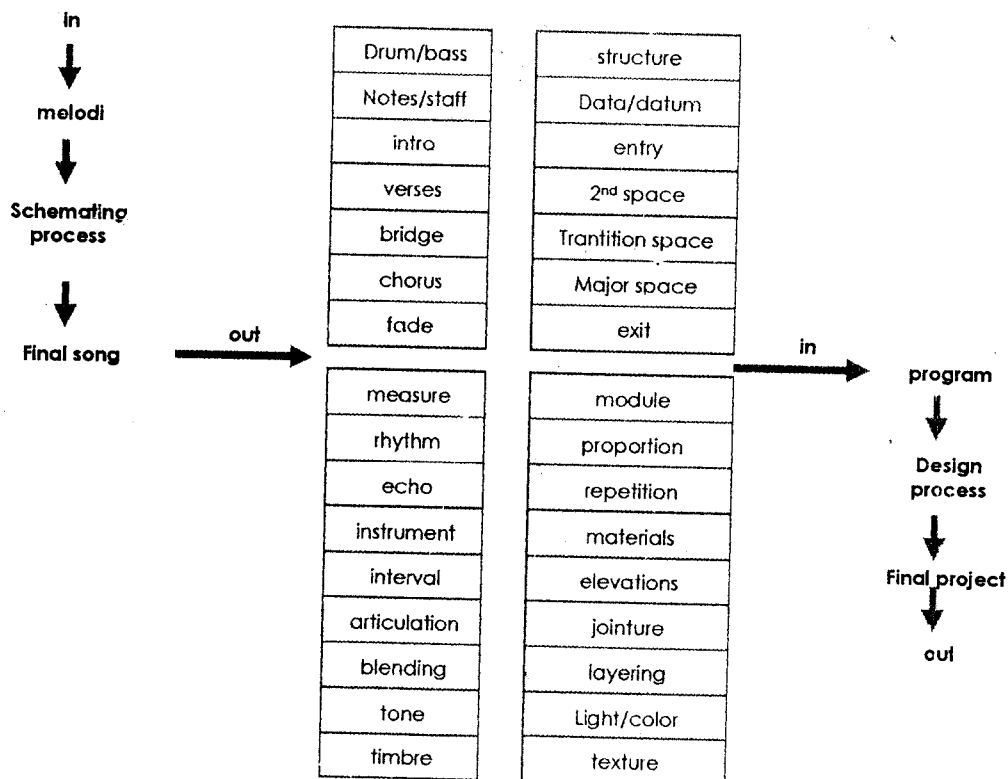 in
melodi
Schemating
process
Final song
out
Drum/bass
Notes/staff
intro
verses
bridge
chorus
fade
measure
rhythm
echo
instrument
interval
articulation
blending
tone
timbre
structure
Data/datum
entry
2nd space
Trantition space
Major space
exit
module
proportion
repetition
materials
elevations
jointure
layering
Light/color
texture
in
program
Design
process
Final project
out